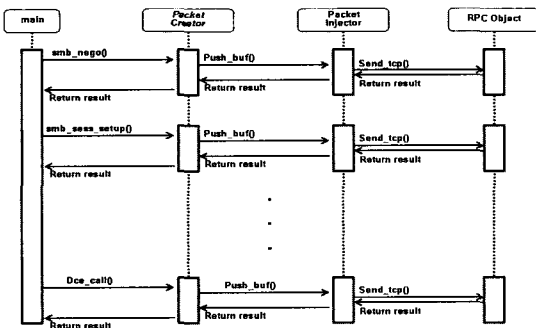 main
Packet
Creator
Packet
Injector
RPC Object
smb_nego()
Push_buf()
Send_tcp()
Return result
Return result
Return result
smb_sess_setup()
Push_buf()
Send_tcp()
Return result
Return result
Return result
Dce_call()
Push_buf()
Send_tcp()
Return result
Return result
Return result